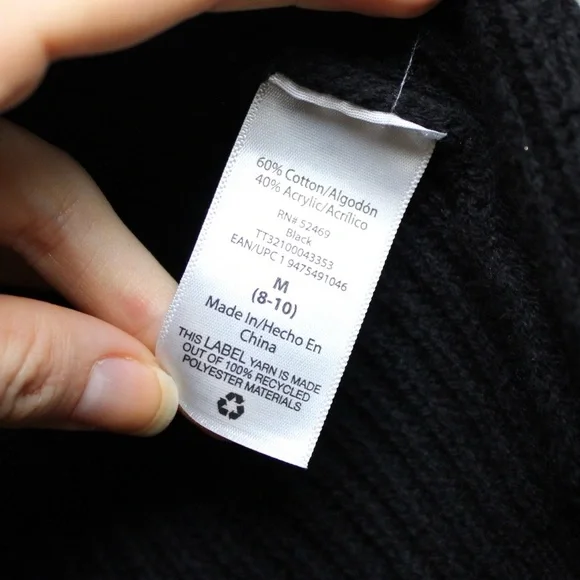 60% Cotton/Algodón
40% Acrylic/Acrílico
RN# 52469
Black
TT32100043353
EAN/UPC 1 9475491046
M
(8-10)
Made In/Hecho En
China
THIS LABEL YARN IS MADE
OUT OF 100% RECYCLED
POLYESTER MATERIALS